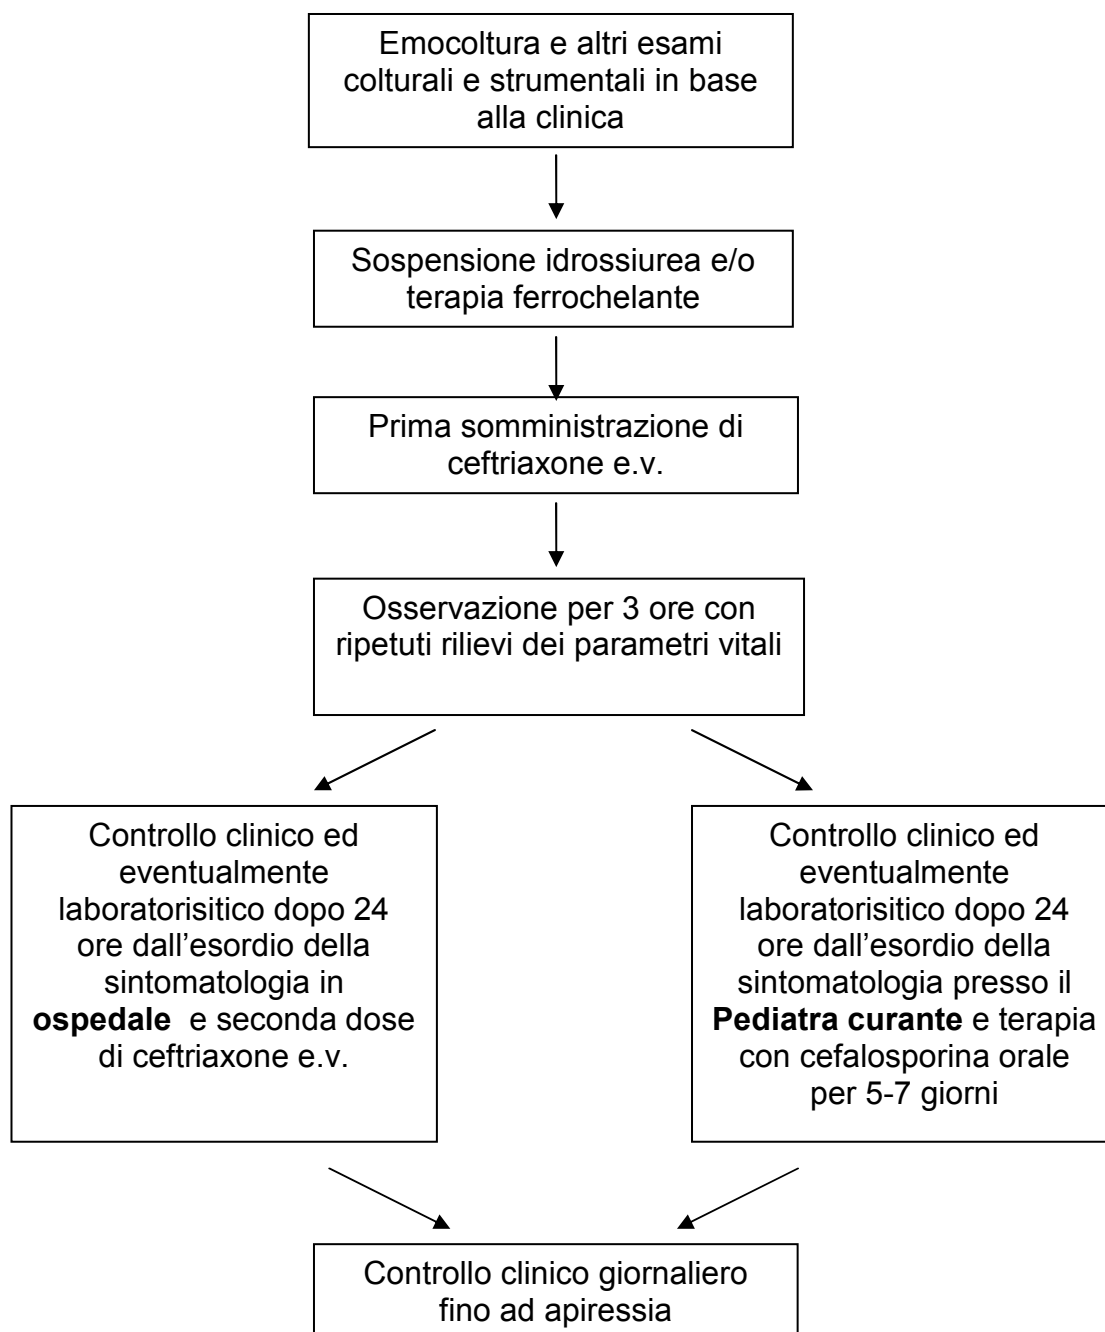 Emocoltura e altri esami
colturali e strumentali in base
alla clinica
Sospensione idrossiurea e/o
terapia ferrochelante
Prima somministrazione di
ceftriaxone e.v.
Osservazione per 3 ore con
ripetuti rilievi dei parametri vitali
Controllo clinico ed
eventualmente
laboratorisitico dopo 24
ore dall’esordio della
sintomatologia in
ospedale e seconda dose
di ceftriaxone e.v.
Controllo clinico ed
eventualmente
laboratorisitico dopo 24
ore dall’esordio della
sintomatologia presso il
Pediatra curante e terapia
con cefalosporina orale
per 5-7 giorni
Controllo clinico giornaliero
fino ad apiressia